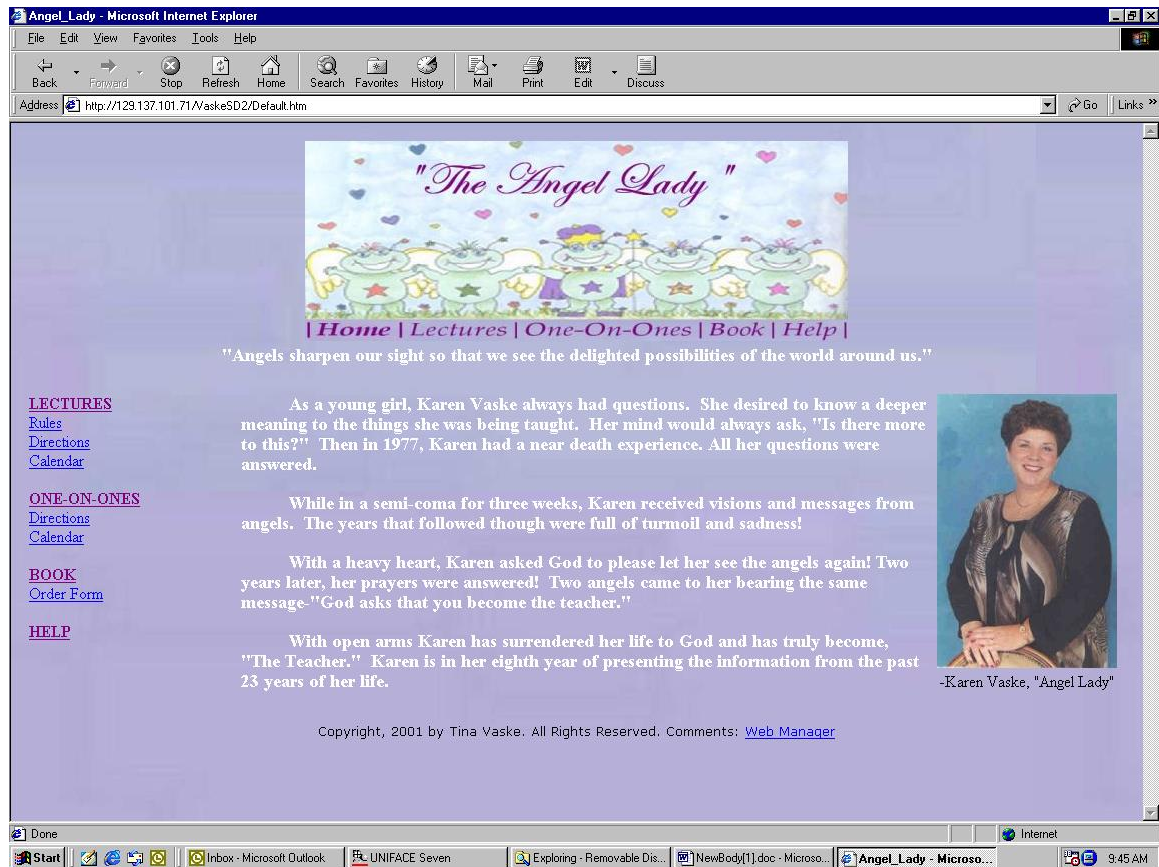 Angel_Lady - Microsoft Internet Explorer
File Edit View Favorites Tools Help
Back Forward Stop Refresh Home Search Favorites History Mail Print Edit Discuss
Address http://129.137.101.71/VaskeSD2/Default.htm Go Links »
"The Angel Lady "
| Home | Lectures | One-On-Ones | Book | Help |
"Angels sharpen our sight so that we see the delighted possibilities of the world around us."
LECTURES
Rules
Directions
Calendar
ONE-ON-ONES
Directions
Calendar
BOOK
Order Form
HELP
As a young girl, Karen Vaske always had questions. She desired to know a deeper
meaning to the things she was being taught. Her mind would always ask, "Is there more
to this?" Then in 1977, Karen had a near death experience. All her questions were
answered.
While in a semi-coma for three weeks, Karen received visions and messages from
angels. The years that followed though were full of turmoil and sadness!
With a heavy heart, Karen asked God to please let her see the angels again! Two
years later, her prayers were answered! Two angels came to her bearing the same
message-"God asks that you become the teacher."
With open arms Karen has surrendered her life to God and has truly become,
"The Teacher." Karen is in her eighth year of presenting the information from the past
23 years of her life.
-Karen Vaske, "Angel Lady"
Copyright, 2001 by Tina Vaske. All Rights Reserved. Comments: Web Manager
Done Internet
Start Inbox - Microsoft Outlook UNIFACE Seven Exploring - Removable Dis... NewBody[1].doc - Microso... Angel_Lady - Microso... 9:45 AM